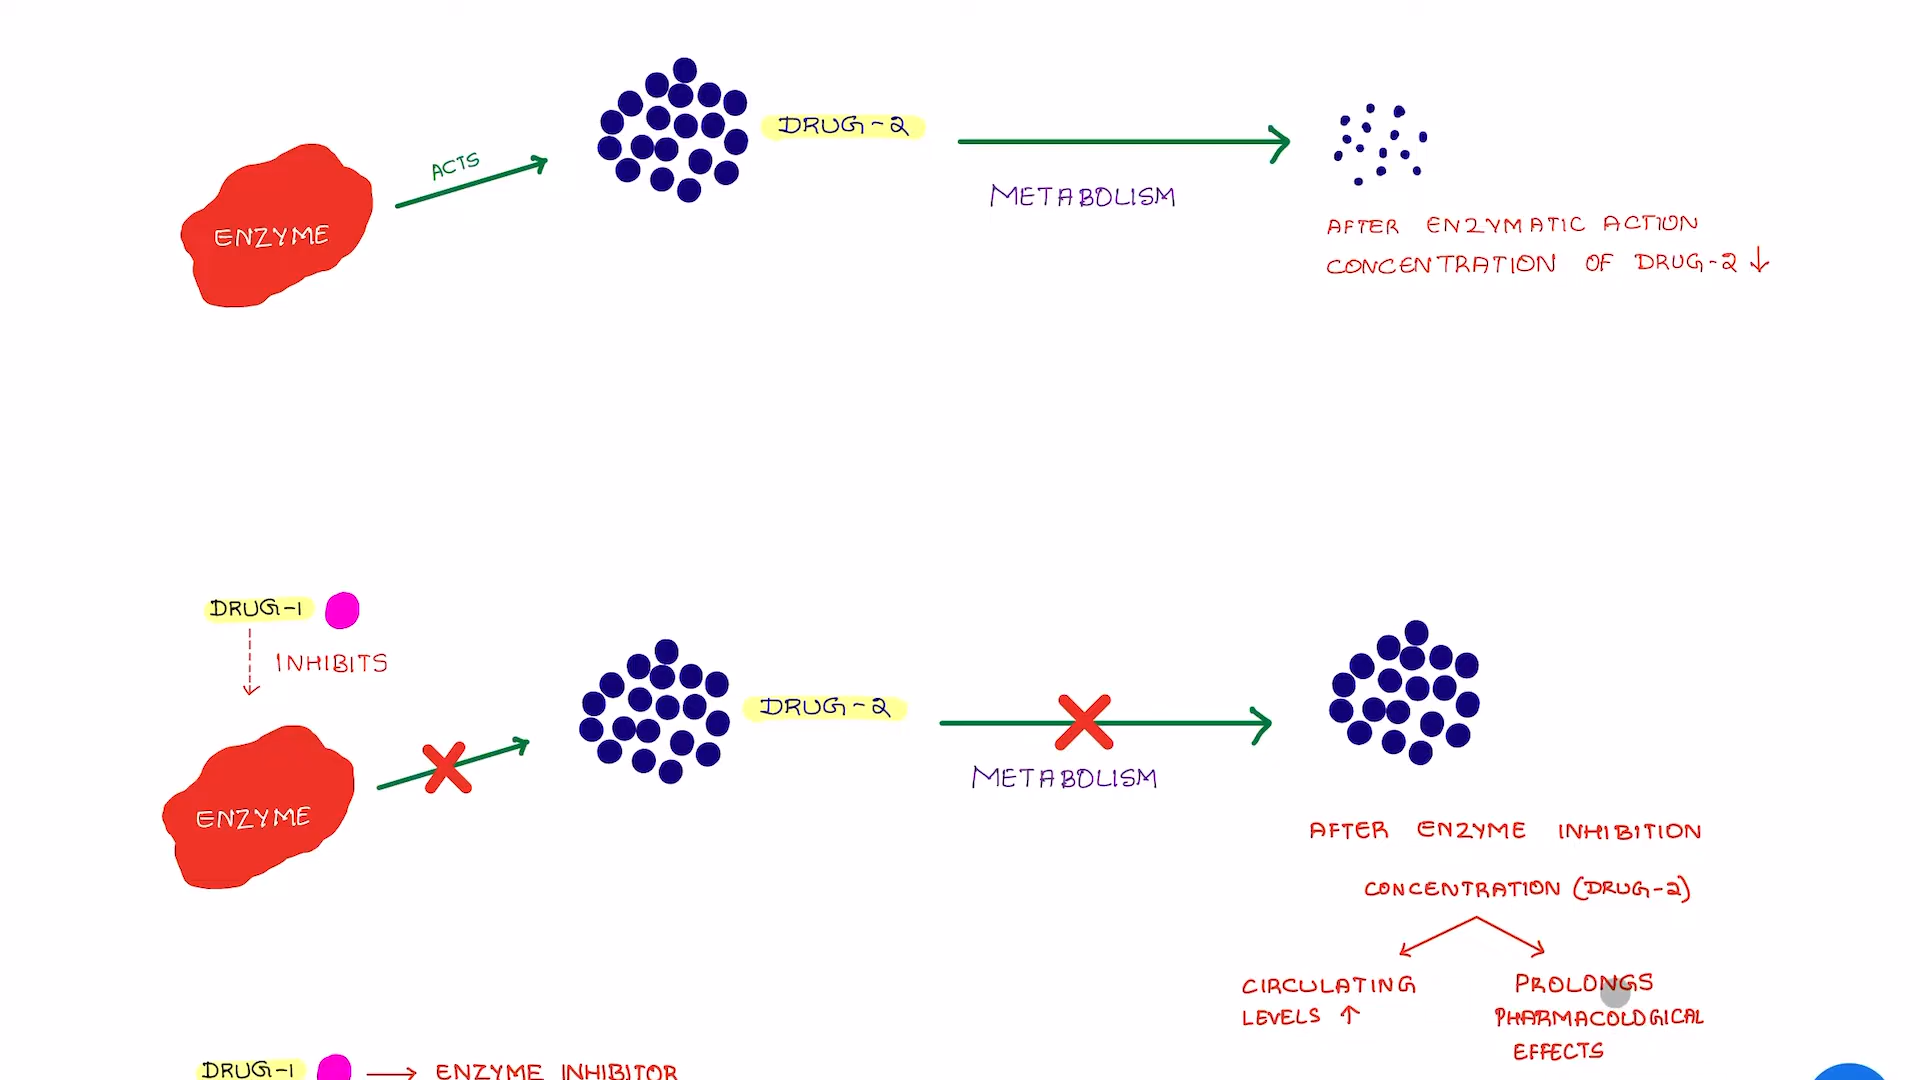 DRUG-2
ACTS
ENZYME
METABOLISM
AFTER ENZYMATIC ACTION
CONCENTRATION OF DRUG-2 ↓
DRUG-1
INHIBITS
DRUG-2
ENZYME
METABOLISM
AFTER ENZYME INHIBITION
CONCENTRATION (DRUG-2)
CIRCULATING
LEVELS ↑
PROLONGS
PHARMACOLOGICAL
EFFECTS
DRUG-1 → ENZYME INHIBITOR